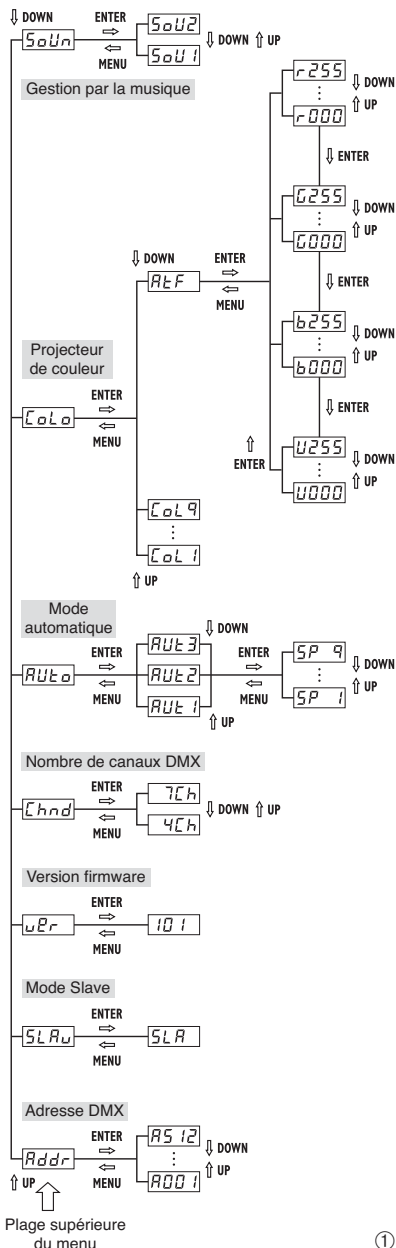 ⇩ DOWN
ENTER
⇨
⇦
MENU
SoUn
SoU2
SoU1
⇩ DOWN ⇧ UP
Gestion par la musique
r255
⋮
r000
⇩ DOWN
⇧ UP
⇩ ENTER
G255
⋮
G000
⇩ DOWN
⇧ UP
⇩ ENTER
b255
⋮
b000
⇩ DOWN
⇧ UP
⇩ ENTER
U255
⋮
U000
⇩ DOWN
⇧ UP
⇧
ENTER
⇩ DOWN
AtF
ENTER
⇨
⇦
MENU
Projecteur
de couleur
ENTER
⇨
⇦
MENU
CoLo
CoL9
⋮
CoL1
⇧ UP
Mode
automatique
ENTER
⇨
⇦
MENU
AUto
AUt3
AUt2
AUt1
⇩ DOWN
⇧ UP
ENTER
⇨
⇦
MENU
SP 9
⋮
SP 1
⇩ DOWN
⇧ UP
Nombre de canaux DMX
ENTER
⇨
⇦
MENU
Chnd
7Ch
4Ch
⇩ DOWN ⇧ UP
Version firmware
ENTER
⇨
⇦
MENU
uEr
101
Mode Slave
ENTER
⇨
⇦
MENU
SLAu
SLA
Adresse DMX
ENTER
⇨
⇦
MENU
Addr
A512
⋮
A001
⇩ DOWN
⇧ UP
⇧ UP
Plage supérieure
du menu
①